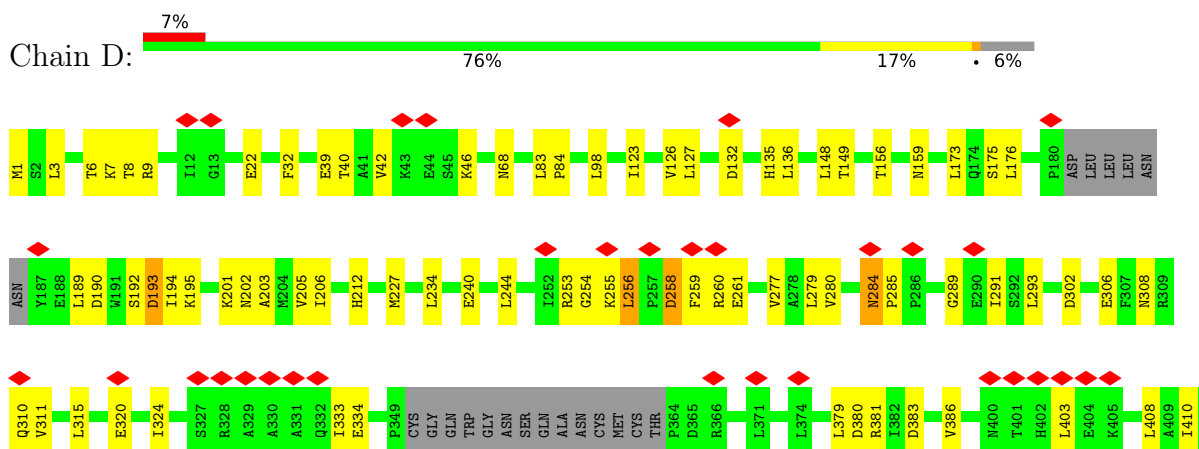 7%
Chain D:
76% 17% • 6%
M1 S2 L3 T6 K7 T8 R9 I12 G13 E22 F32 E39 T40 A41 V42 K43 E44 S45 K46 N68 L83 P84 L98 I123 V126 L127 D132 H135 L136 L148 T149 T156 N159 L173 Q174 S175 L176 P180 ASP LEU LEU LEU ASN
ASN Y187 E188 L189 D190 W191 S192 D193 I194 K195 K201 N202 A203 M204 V205 I206 H212 M227 L234 E240 L244 I252 R253 G254 K255 L256 P257 D258 F259 R260 E261 V277 A278 L279 V280 N284 P285 P286 G289 E290 I291 S292 L293 D302 E306 F307 N308 R309
Q310 V311 L315 E320 I324 S327 R328 A329 A330 A331 Q332 I333 E334 P349 CYS GLY GLN TRP GLY ASN SER GLN ALA ASN CYS MET CYS THR P364 D365 R366 L371 L374 L379 D380 R381 I382 D383 V386 N400 T401 H402 L403 E404 K405 L408 A409 I410